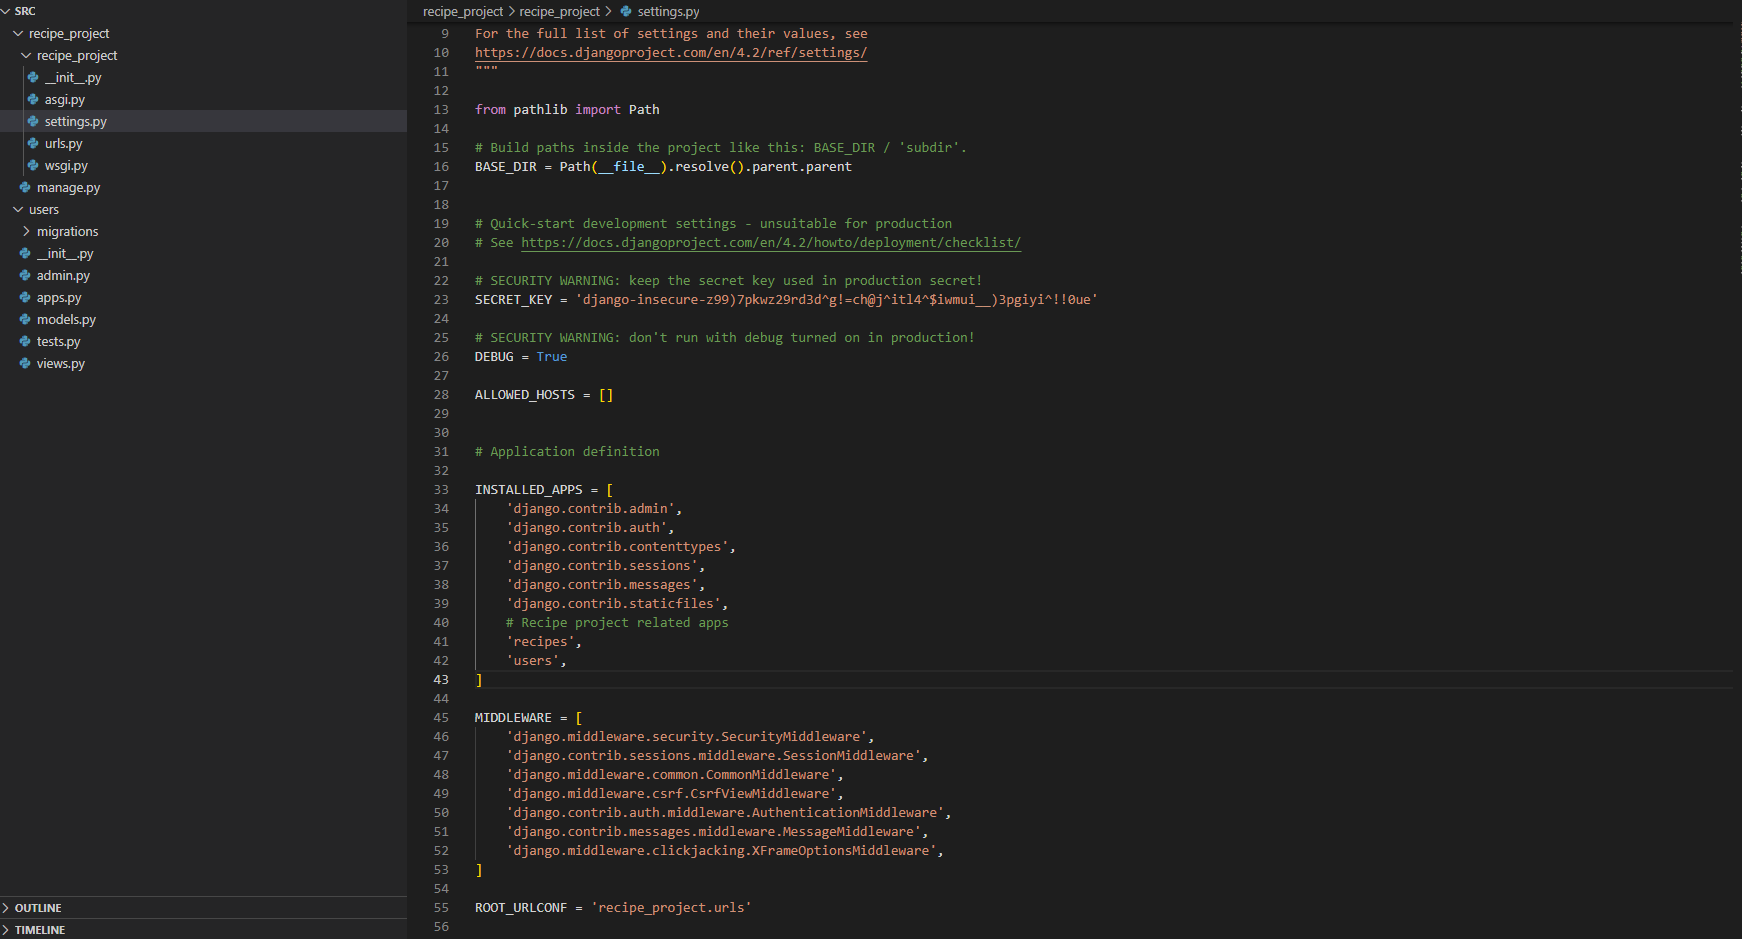 SRC
recipe_project
recipe_project
__init__.py
asgi.py
settings.py
urls.py
wsgi.py
manage.py
users
migrations
__init__.py
admin.py
apps.py
models.py
tests.py
views.py
OUTLINE
TIMELINE
recipe_project > recipe_project > settings.py
9 For the full list of settings and their values, see
10 https://docs.djangoproject.com/en/4.2/ref/settings/
11 """
12
13 from pathlib import Path
14
15 # Build paths inside the project like this: BASE_DIR / 'subdir'.
16 BASE_DIR = Path(__file__).resolve().parent.parent
17
18
19 # Quick-start development settings - unsuitable for production
20 # See https://docs.djangoproject.com/en/4.2/howto/deployment/checklist/
21
22 # SECURITY WARNING: keep the secret key used in production secret!
23 SECRET_KEY = 'django-insecure-z99)7pkwz29rd3d^g!=ch@j^itl4^$iwmui__)3pgiyi^!!0ue'
24
25 # SECURITY WARNING: don't run with debug turned on in production!
26 DEBUG = True
27
28 ALLOWED_HOSTS = []
29
30
31 # Application definition
32
33 INSTALLED_APPS = [
34 'django.contrib.admin',
35 'django.contrib.auth',
36 'django.contrib.contenttypes',
37 'django.contrib.sessions',
38 'django.contrib.messages',
39 'django.contrib.staticfiles',
40 # Recipe project related apps
41 'recipes',
42 'users',
43 ]
44
45 MIDDLEWARE = [
46 'django.middleware.security.SecurityMiddleware',
47 'django.contrib.sessions.middleware.SessionMiddleware',
48 'django.middleware.common.CommonMiddleware',
49 'django.middleware.csrf.CsrfViewMiddleware',
50 'django.contrib.auth.middleware.AuthenticationMiddleware',
51 'django.contrib.messages.middleware.MessageMiddleware',
52 'django.middleware.clickjacking.XFrameOptionsMiddleware',
53 ]
54
55 ROOT_URLCONF = 'recipe_project.urls'
56